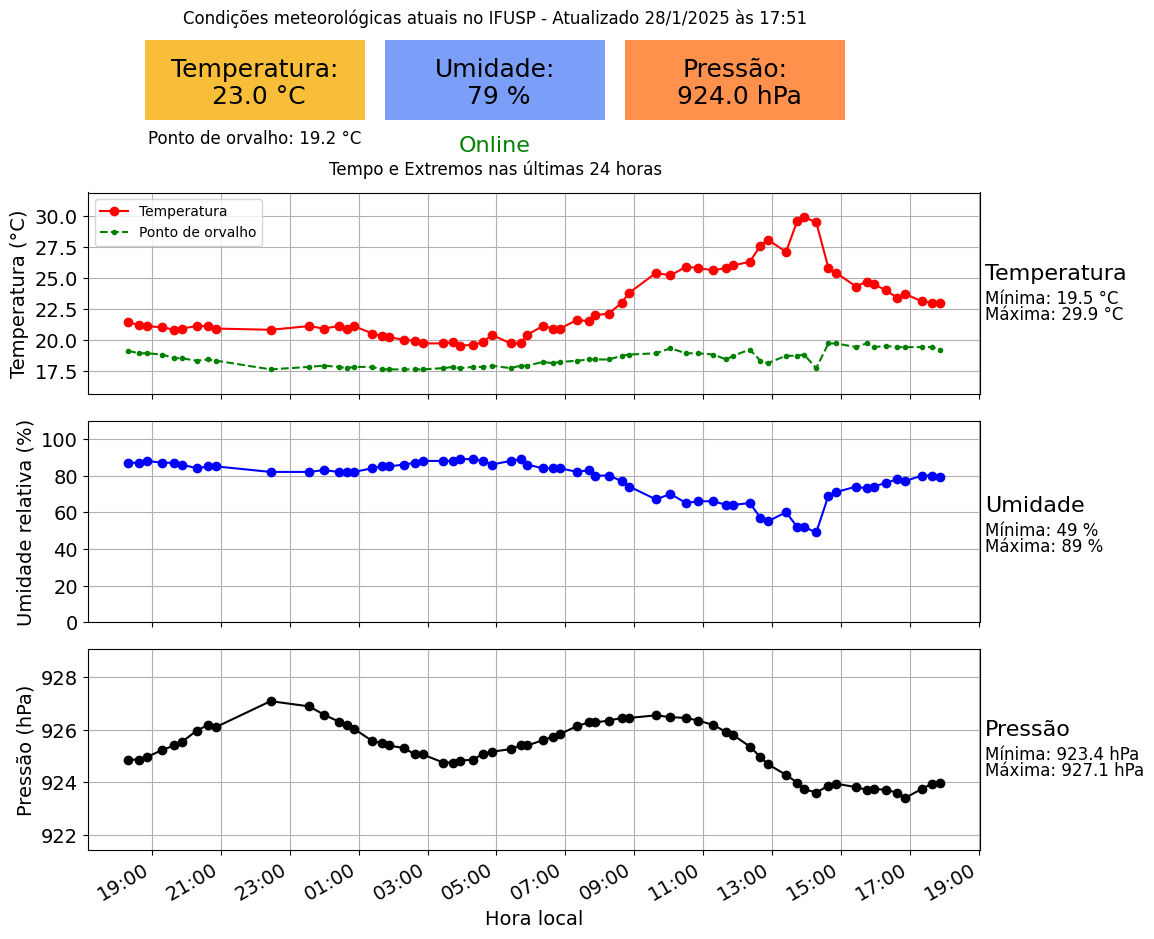 Condições meteorológicas atuais no IFUSP - Atualizado 28/1/2025 às 17:51
Temperatura:
23.0 °C
Umidade:
79 %
Pressão:
924.0 hPa
Ponto de orvalho: 19.2 °C
Online
Tempo e Extremos nas últimas 24 horas
Temperatura (°C)
30.0
27.5
25.0
22.5
20.0
17.5
Temperatura
Ponto de orvalho
Temperatura
Mínima: 19.5 °C
Máxima: 29.9 °C
Umidade relativa (%)
100
80
60
40
20
0
Umidade
Mínima: 49 %
Máxima: 89 %
Pressão (hPa)
928
926
924
922
Pressão
Mínima: 923.4 hPa
Máxima: 927.1 hPa
19:00 21:00 23:00 01:00 03:00 05:00 07:00 09:00 11:00 13:00 15:00 17:00 19:00
Hora local